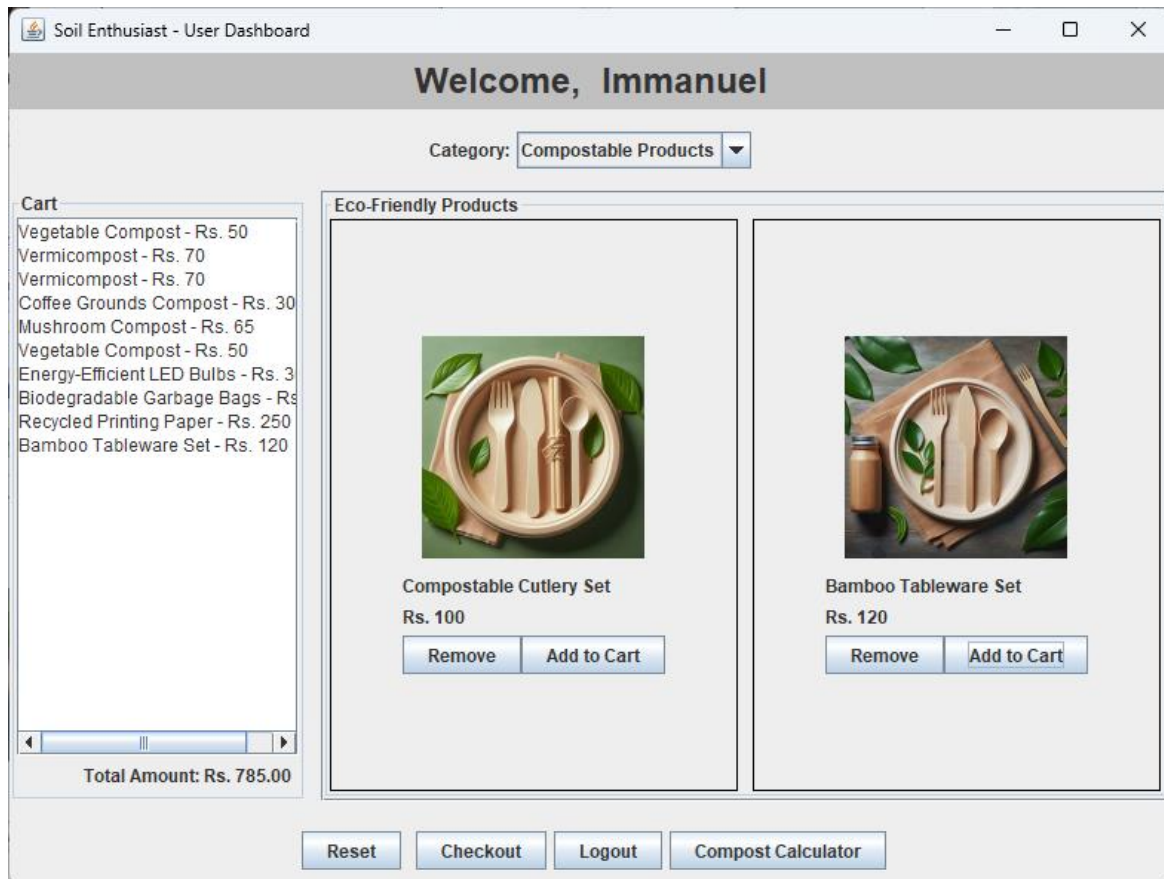 Soil Enthusiast - User Dashboard
Welcome, Immanuel
Category: Compostable Products
Cart
Vegetable Compost - Rs. 50
Vermicompost - Rs. 70
Vermicompost - Rs. 70
Coffee Grounds Compost - Rs. 30
Mushroom Compost - Rs. 65
Vegetable Compost - Rs. 50
Energy-Efficient LED Bulbs - Rs. 3
Biodegradable Garbage Bags - Rs
Recycled Printing Paper - Rs. 250
Bamboo Tableware Set - Rs. 120
Total Amount: Rs. 785.00
Eco-Friendly Products
Compostable Cutlery Set
Rs. 100
Remove Add to Cart
Bamboo Tableware Set
Rs. 120
Remove Add to Cart
Reset Checkout Logout Compost Calculator